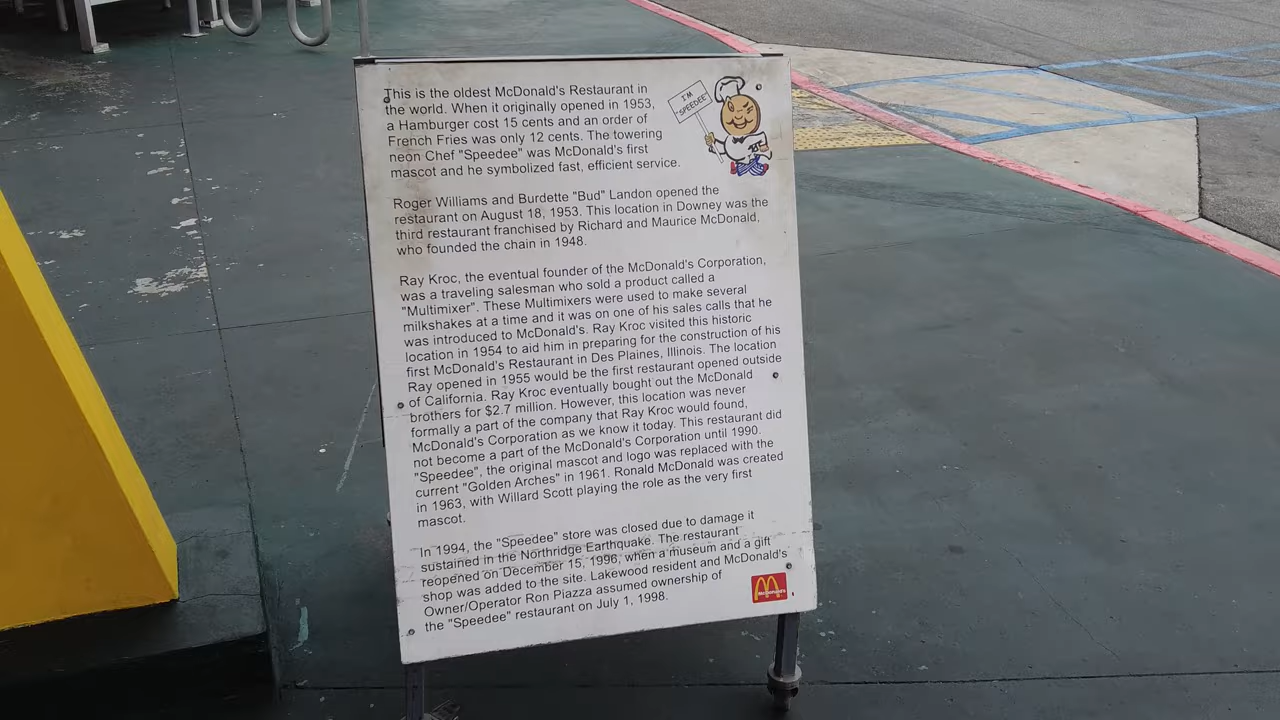 This is the oldest McDonald's Restaurant in
the world. When it originally opened in 1953,
a Hamburger cost 15 cents and an order of
French Fries was only 12 cents. The towering
neon Chef "Speedee" was McDonald's first
mascot and he symbolized fast, efficient service.
I'M
SPEEDEE
Roger Williams and Burdette "Bud" Landon opened the
restaurant on August 18, 1953. This location in Downey was the
third restaurant franchised by Richard and Maurice McDonald,
who founded the chain in 1948.
Ray Kroc, the eventual founder of the McDonald's Corporation,
was a traveling salesman who sold a product called a
"Multimixer". These Multimixers were used to make several
milkshakes at a time and it was on one of his sales calls that he
was introduced to McDonald's. Ray Kroc visited this historic
location in 1954 to aid him in preparing for the construction of his
first McDonald's Restaurant in Des Plaines, Illinois. The location
Ray opened in 1955 would be the first restaurant opened outside
of California. Ray Kroc eventually bought out the McDonald
brothers for $2.7 million. However, this location was never
formally a part of the company that Ray Kroc would found,
McDonald's Corporation as we know it today. This restaurant did
not become a part of the McDonald's Corporation until 1990.
"Speedee", the original mascot and logo was replaced with the
current "Golden Arches" in 1961. Ronald McDonald was created
in 1963, with Willard Scott playing the role as the very first
mascot.
In 1994, the "Speedee" store was closed due to damage it
sustained in the Northridge Earthquake. The restaurant
reopened on December 15, 1996, when a museum and a gift
shop was added to the site. Lakewood resident and McDonald's
Owner/Operator Ron Piazza assumed ownership of
the "Speedee" restaurant on July 1, 1998.
McDonald's